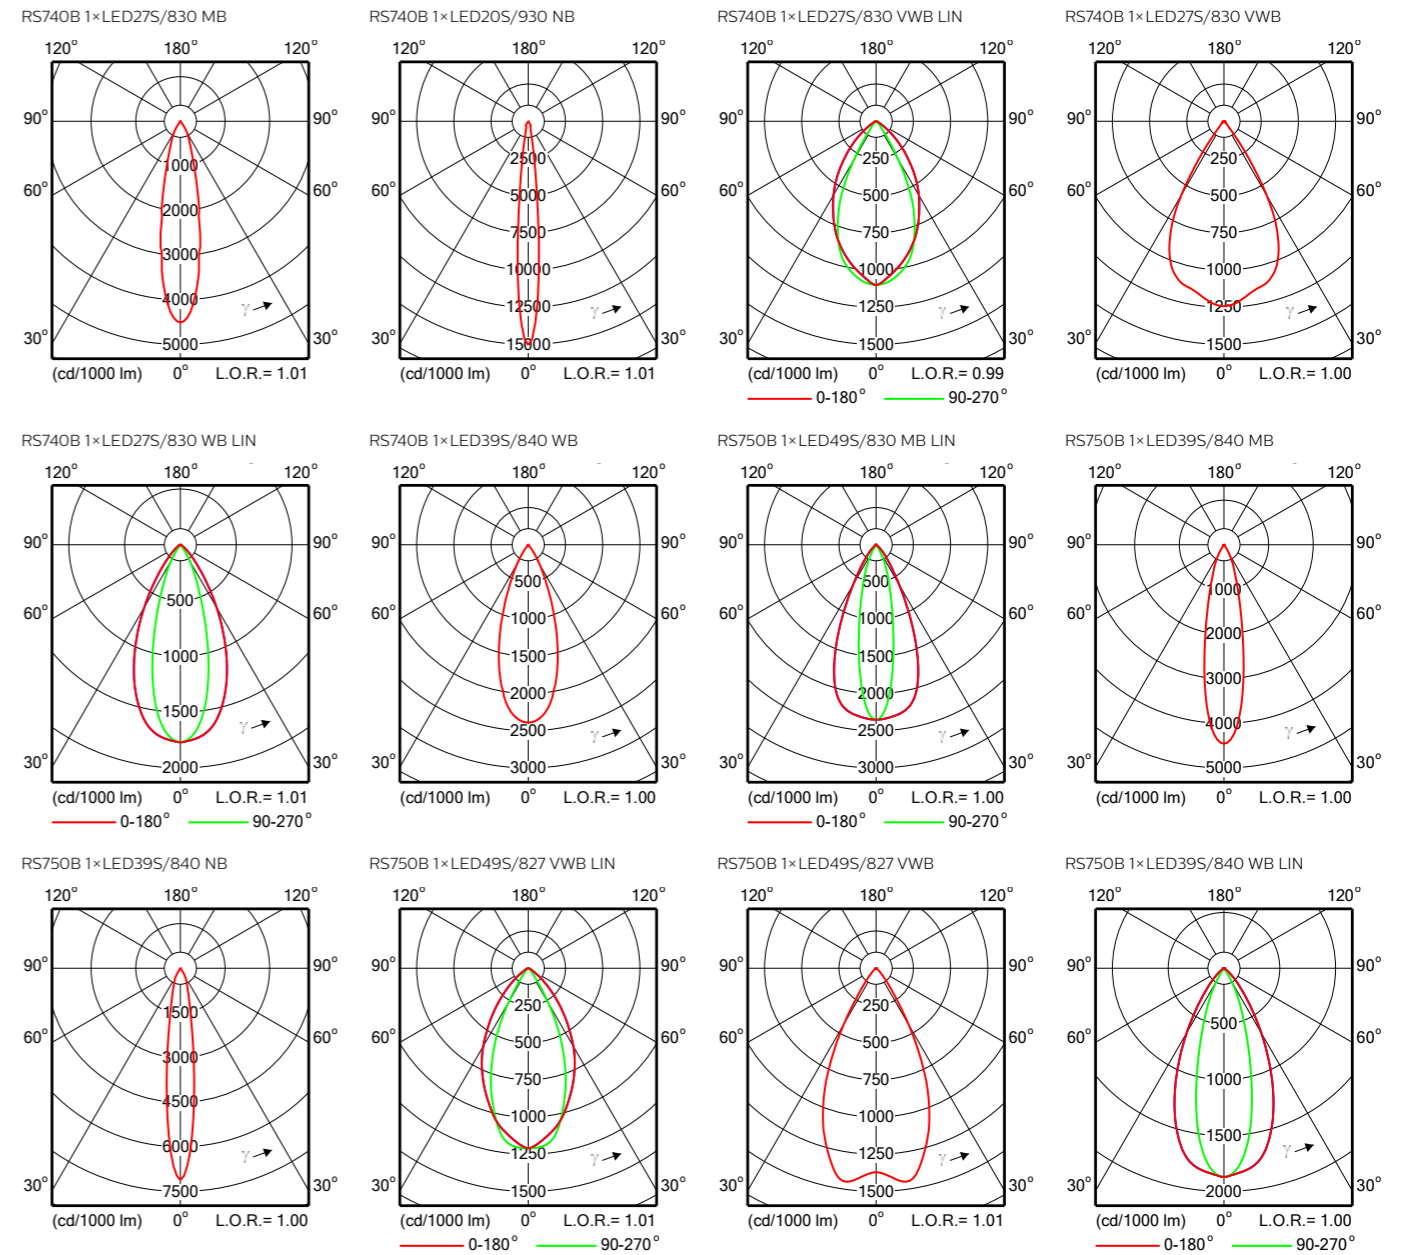 RS740B 1×LED27S/830 MB
120° 180° 120°
90° 90°
1000
60° 60°
2000
3000
4000
γ
30° 30°
5000
(cd/1000 lm) 0° L.O.R.= 1.01
RS740B 1×LED20S/930 NB
120° 180° 120°
90° 90°
2500
60° 60°
5000
7500
10000
12500
γ
30° 30°
15000
(cd/1000 lm) 0° L.O.R.= 1.01
RS740B 1×LED27S/830 VWB LIN
120° 180° 120°
90° 90°
250
60° 60°
500
750
1000
1250
γ
30° 30°
1500
(cd/1000 lm) 0° L.O.R.= 0.99
0-180° 90-270°
RS740B 1×LED27S/830 VWB
120° 180° 120°
90° 90°
250
60° 60°
500
750
1000
1250
γ
30° 30°
1500
(cd/1000 lm) 0° L.O.R.= 1.00
RS740B 1×LED27S/830 WB LIN
120° 180° 120°
90° 90°
500
60° 60°
1000
1500
γ
30° 30°
2000
(cd/1000 lm) 0° L.O.R.= 1.01
0-180° 90-270°
RS740B 1×LED39S/840 WB
120° 180° 120°
90° 90°
500
60° 60°
1000
1500
2000
2500
γ
30° 30°
3000
(cd/1000 lm) 0° L.O.R.= 1.00
RS750B 1×LED49S/830 MB LIN
120° 180° 120°
90° 90°
500
60° 60°
1000
1500
2000
2500
γ
30° 30°
3000
(cd/1000 lm) 0° L.O.R.= 1.00
0-180° 90-270°
RS750B 1×LED39S/840 MB
120° 180° 120°
90° 90°
1000
60° 60°
2000
3000
4000
γ
30° 30°
5000
(cd/1000 lm) 0° L.O.R.= 1.00
RS750B 1×LED39S/840 NB
120° 180° 120°
90° 90°
1500
60° 60°
3000
4500
6000
γ
30° 30°
7500
(cd/1000 lm) 0° L.O.R.= 1.00
RS750B 1×LED49S/827 VWB LIN
120° 180° 120°
90° 90°
250
60° 60°
500
750
1000
1250
γ
30° 30°
1500
(cd/1000 lm) 0° L.O.R.= 1.01
0-180° 90-270°
RS750B 1×LED49S/827 VWB
120° 180° 120°
90° 90°
250
60° 60°
500
750
1000
1250
γ
30° 30°
1500
(cd/1000 lm) 0° L.O.R.= 1.01
RS750B 1×LED39S/840 WB LIN
120° 180° 120°
90° 90°
500
60° 60°
1000
1500
γ
30° 30°
2000
(cd/1000 lm) 0° L.O.R.= 1.00
0-180° 90-270°